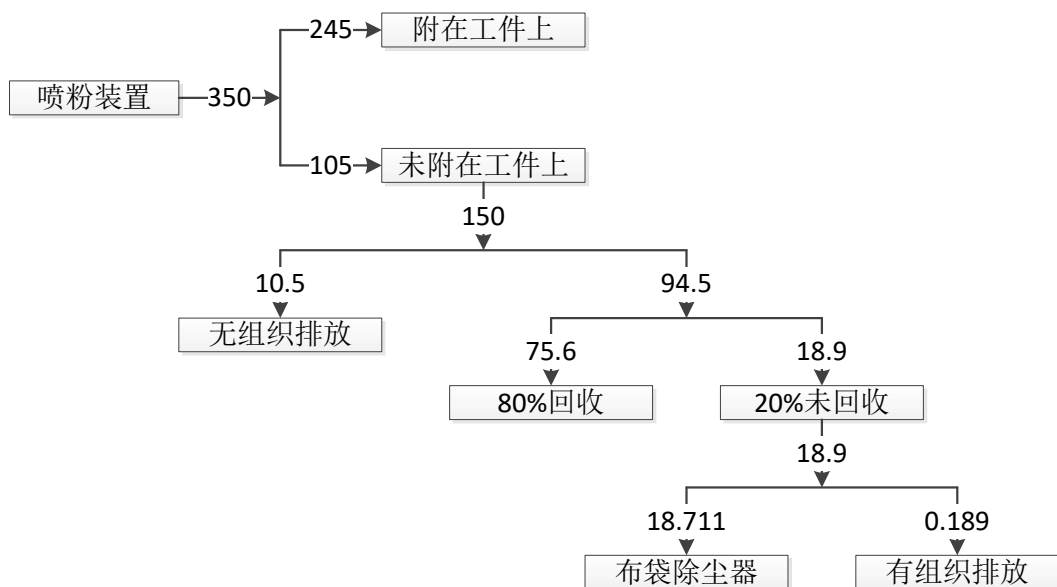 245
附在工件上
喷粉装置
350
105
未附在工件上
150
10.5
94.5
无组织排放
75.6
18.9
80%回收
20%未回收
18.9
18.711
0.189
布袋除尘器
有组织排放